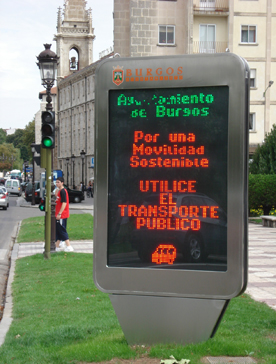 BURGOS
Ayuntamiento
de Burgos
Por una
Movilidad
Sostenible
UTILICE
EL
TRANSPORTE
PUBLICO